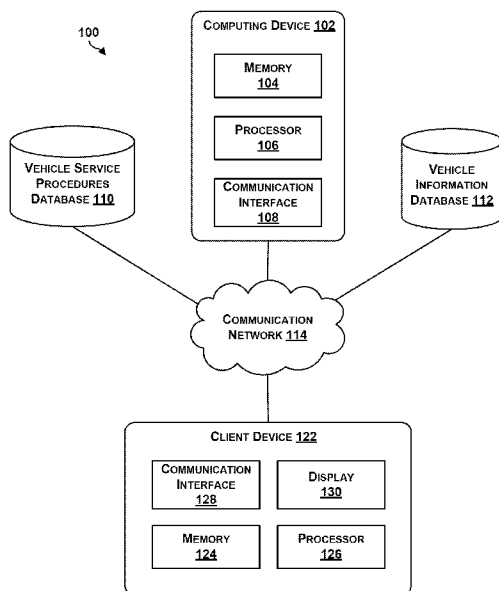 100
COMPUTING DEVICE 102
MEMORY
104
PROCESSOR
106
COMMUNICATION
INTERFACE
108
VEHICLE SERVICE
PROCEDURES
DATABASE 110
VEHICLE
INFORMATION
DATABASE 112
COMMUNICATION
NETWORK 114
CLIENT DEVICE 122
COMMUNICATION
INTERFACE
128
DISPLAY
130
MEMORY
124
PROCESSOR
126